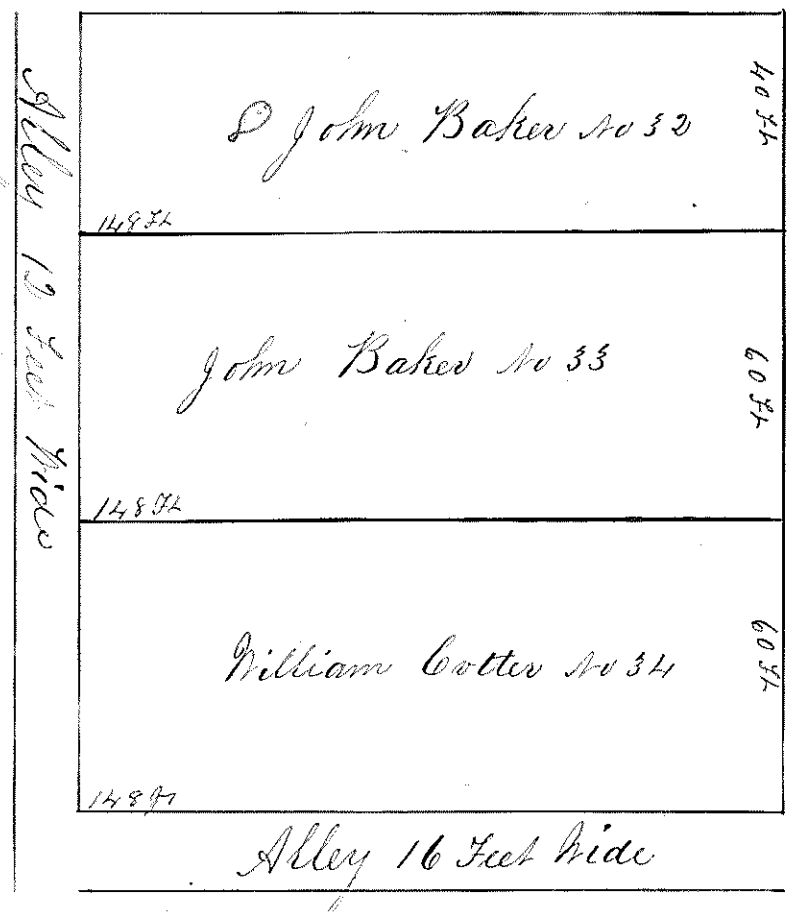 John Baker No 32
40 Ft
148 Ft
John Baker No 33
60 Ft
148 Ft
William Cotter No 34
60 Ft
148 Ft
Alley 16 Feet Wide
Alley 12 Feet Wide